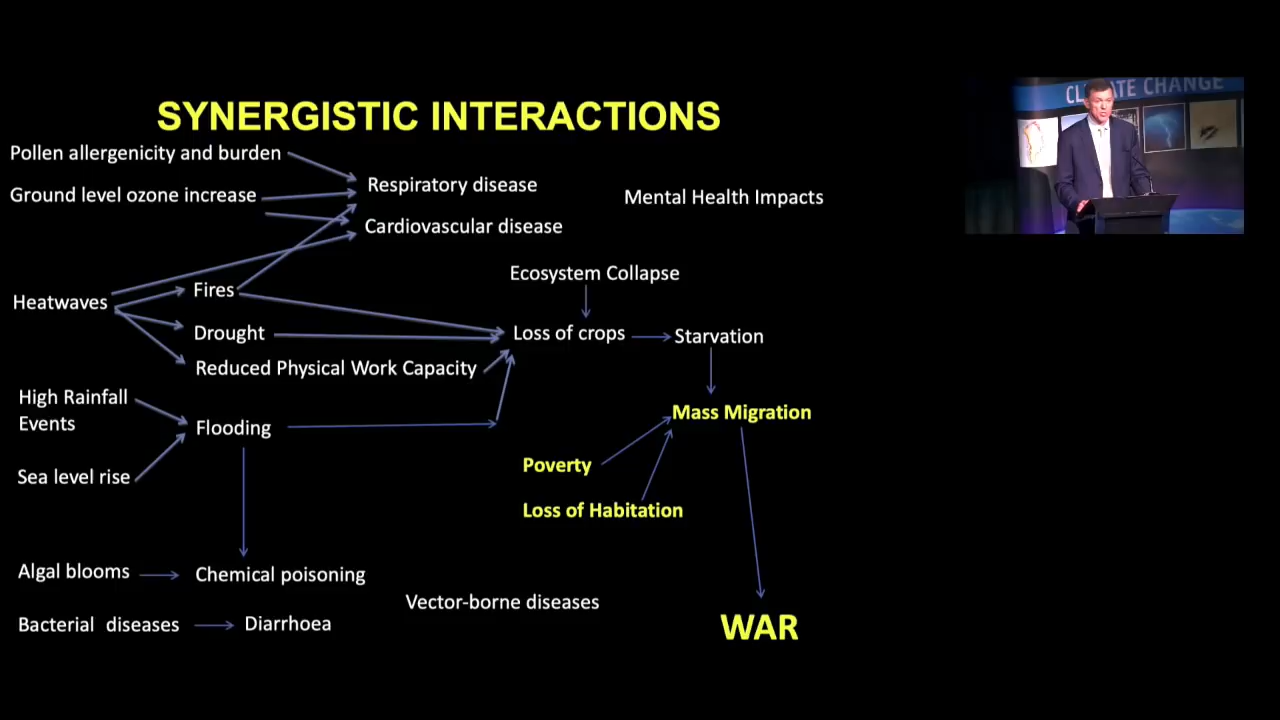 SYNERGISTIC INTERACTIONS
CLIMATE CHANGE
Pollen allergenicity and burden
Ground level ozone increase
Respiratory disease
Mental Health Impacts
Cardiovascular disease
Ecosystem Collapse
Heatwaves
Fires
Drought
Loss of crops
Starvation
Reduced Physical Work Capacity
High Rainfall
Events
Flooding
Mass Migration
Sea level rise
Poverty
Loss of Habitation
Algal blooms
Chemical poisoning
Vector-borne diseases
Bacterial diseases
Diarrhoea
WAR